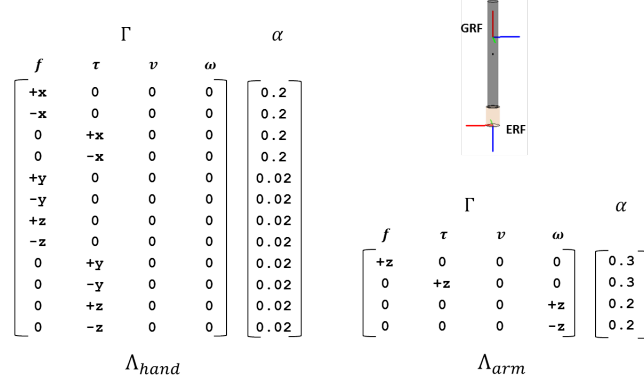 GRF
ERF
Γ α
f τ ν ω
+x 0 0 0 0.2
-x 0 0 0 0.2
0 +x 0 0 0.2
0 -x 0 0 0.2
+y 0 0 0 0.02
-y 0 0 0 0.02
+z 0 0 0 0.02
-z 0 0 0 0.02
0 +y 0 0 0.02
0 -y 0 0 0.02
0 +z 0 0 0.02
0 -z 0 0 0.02
Λhand
Γ α
f τ ν ω
+z 0 0 0 0.3
0 +z 0 0 0.3
0 0 0 +z 0.2
0 0 0 -z 0.2
Λarm